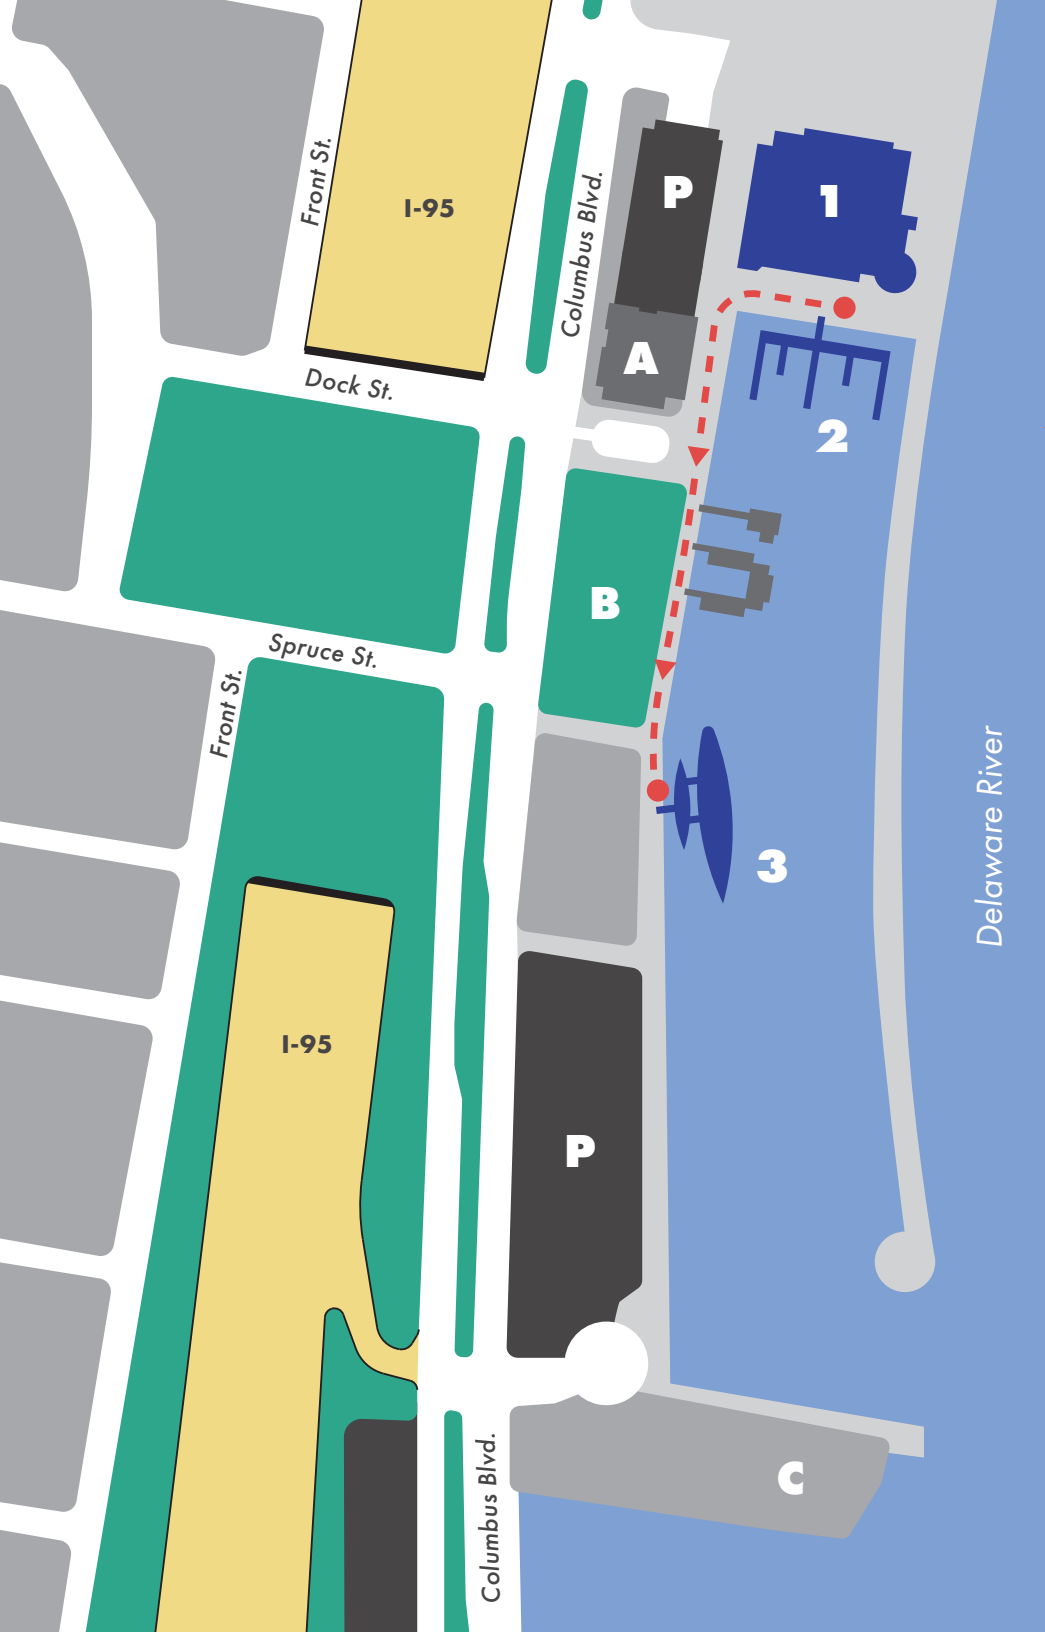 Front St.
I-95
Columbus Blvd.
P
1
A
Dock St.
2
B
Spruce St.
Front St.
3
Delaware River
I-95
P
C
Columbus Blvd.